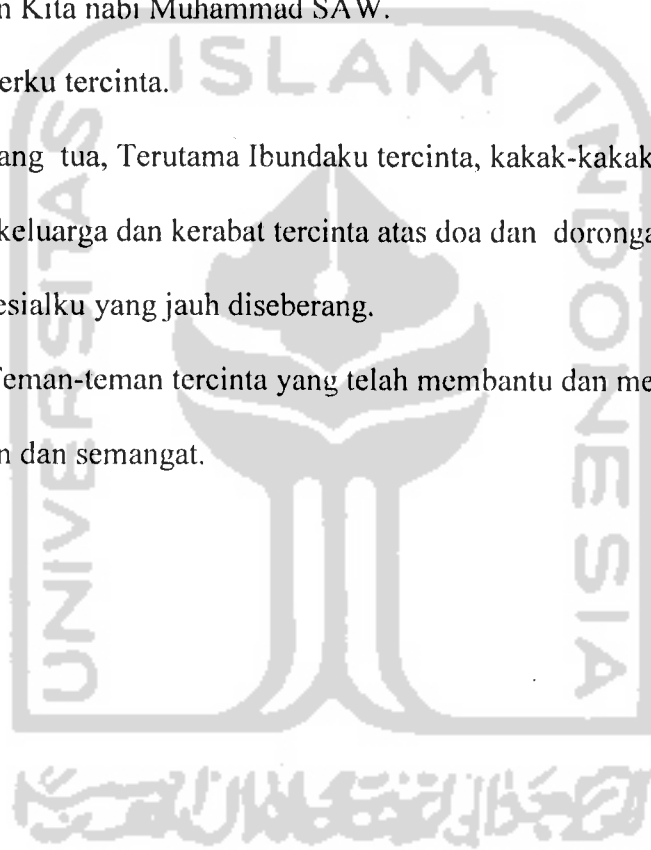 n Kita nabi Muhammad SAW.
erku tercinta.
ang tua, Terutama Ibundaku tercinta, kakak-kakak
keluarga dan kerabat tercinta atas doa dan doronga
esialku yang jauh diseberang.
Teman-teman tercinta yang telah membantu dan me
n dan semangat.
UNIVERSITAS
ISLAM
INDONESIA